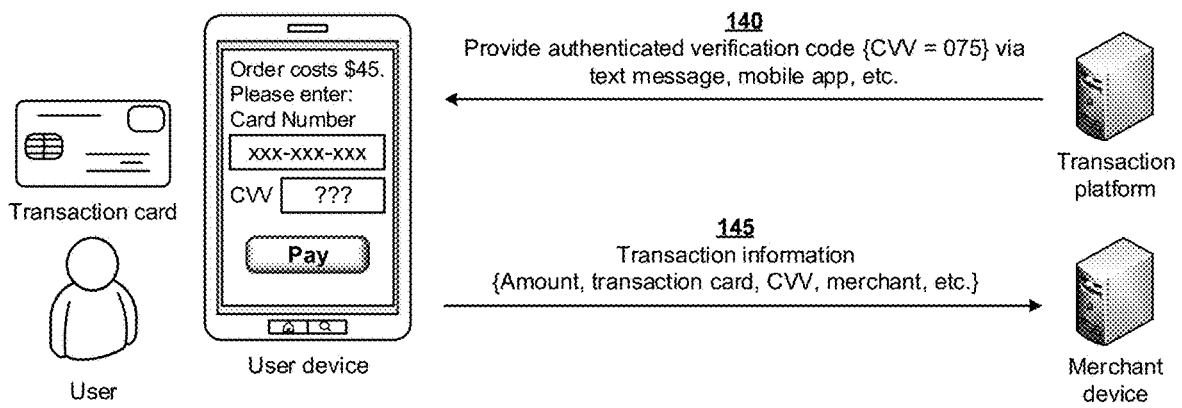 140
Provide authenticated verification code {CVV = 075} via
text message, mobile app, etc.
Order costs $45.
Please enter:
Card Number
xxx-xxx-xxx
CVV ???
Pay
Transaction card
User
User device
Transaction
platform
145
Transaction information
{Amount, transaction card, CVV, merchant, etc.}
Merchant
device